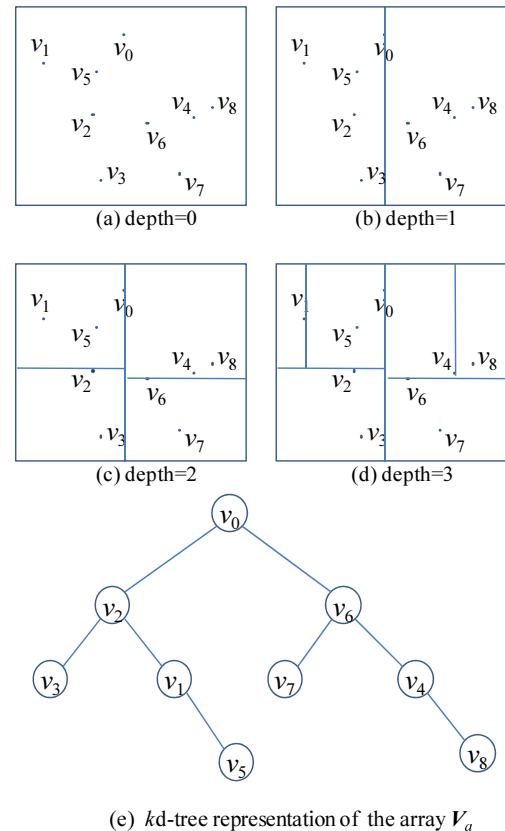 v0
v1
v5
v2
v4
v8
v6
v3
v7
(a) depth=0
v0
v1
v5
v2
v4
v8
v6
v3
v7
(b) depth=1
v0
v1
v5
v2
v4
v8
v6
v3
v7
(c) depth=2
v0
v1
v5
v2
v4
v8
v6
v3
v7
(d) depth=3
v0
v2
v6
v3
v1
v7
v4
v5
v8
(e) kd-tree representation of the array Va